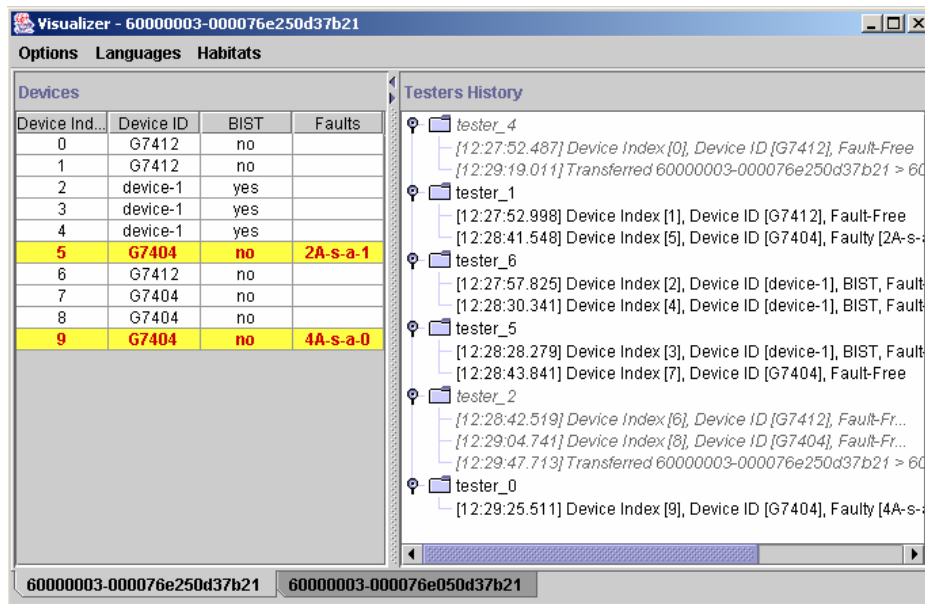 Visualizer - 60000003-000076e250d37b21
Options Languages Habitats
Devices
Device Ind... Device ID BIST Faults
0 G7412 no
1 G7412 no
2 device-1 yes
3 device-1 yes
4 device-1 yes
5 G7404 no 2A-s-a-1
6 G7412 no
7 G7404 no
8 G7404 no
9 G7404 no 4A-s-a-0
Testers History
tester_4
[12:27:52.487] Device Index [0], Device ID [G7412], Fault-Free
[12:29:19.011] Transferred 60000003-000076e250d37b21 > 60
tester_1
[12:27:52.998] Device Index [1], Device ID [G7412], Fault-Free
[12:28:41.548] Device Index [5], Device ID [G7404], Faulty [2A-s-a
tester_6
[12:27:57.825] Device Index [2], Device ID [device-1], BIST, Fault-
[12:28:30.341] Device Index [4], Device ID [device-1], BIST, Fault-
tester_5
[12:28:28.279] Device Index [3], Device ID [device-1], BIST, Fault-
[12:28:43.841] Device Index [7], Device ID [G7404], Fault-Free
tester_2
[12:28:42.519] Device Index [6], Device ID [G7412], Fault-Fr...
[12:29:04.741] Device Index [8], Device ID [G7404], Fault-Fr...
[12:29:47.713] Transferred 60000003-000076e250d37b21 > 60
tester_0
[12:29:25.511] Device Index [9], Device ID [G7404], Faulty [4A-s-a
60000003-000076e250d37b21 60000003-000076e050d37b21